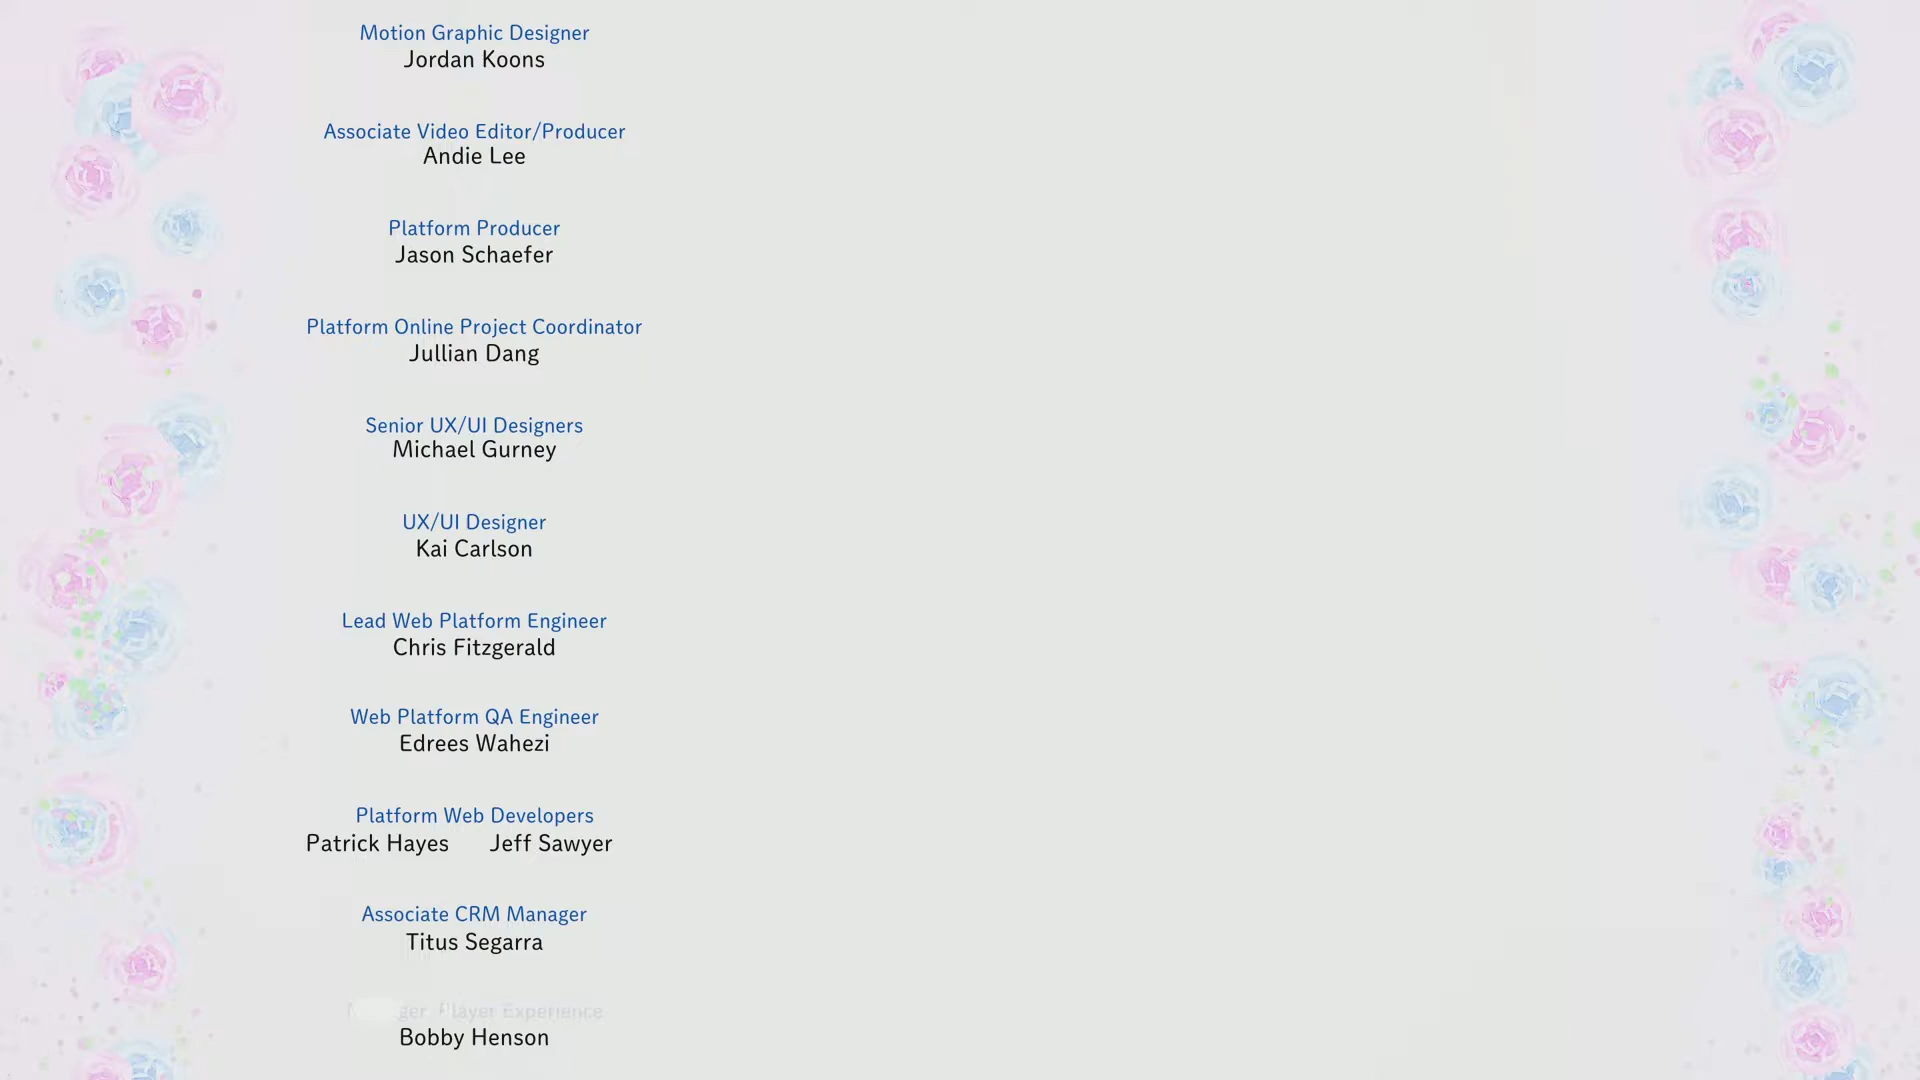 Motion Graphic Designer
Jordan Koons
Associate Video Editor/Producer
Andie Lee
Platform Producer
Jason Schaefer
Platform Online Project Coordinator
Jullian Dang
Senior UX/UI Designers
Michael Gurney
UX/UI Designer
Kai Carlson
Lead Web Platform Engineer
Chris Fitzgerald
Web Platform QA Engineer
Edrees Wahezi
Platform Web Developers
Patrick Hayes Jeff Sawyer
Associate CRM Manager
Titus Segarra
Player Experience
Bobby Henson